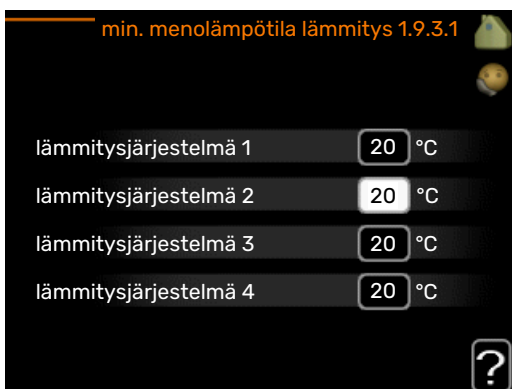 min. menolämpötila lämmitys 1.9.3.1
lämmitysjärjestelmä 1 20 °C
lämmitysjärjestelmä 2 20 °C
lämmitysjärjestelmä 3 20 °C
lämmitysjärjestelmä 4 20 °C
?